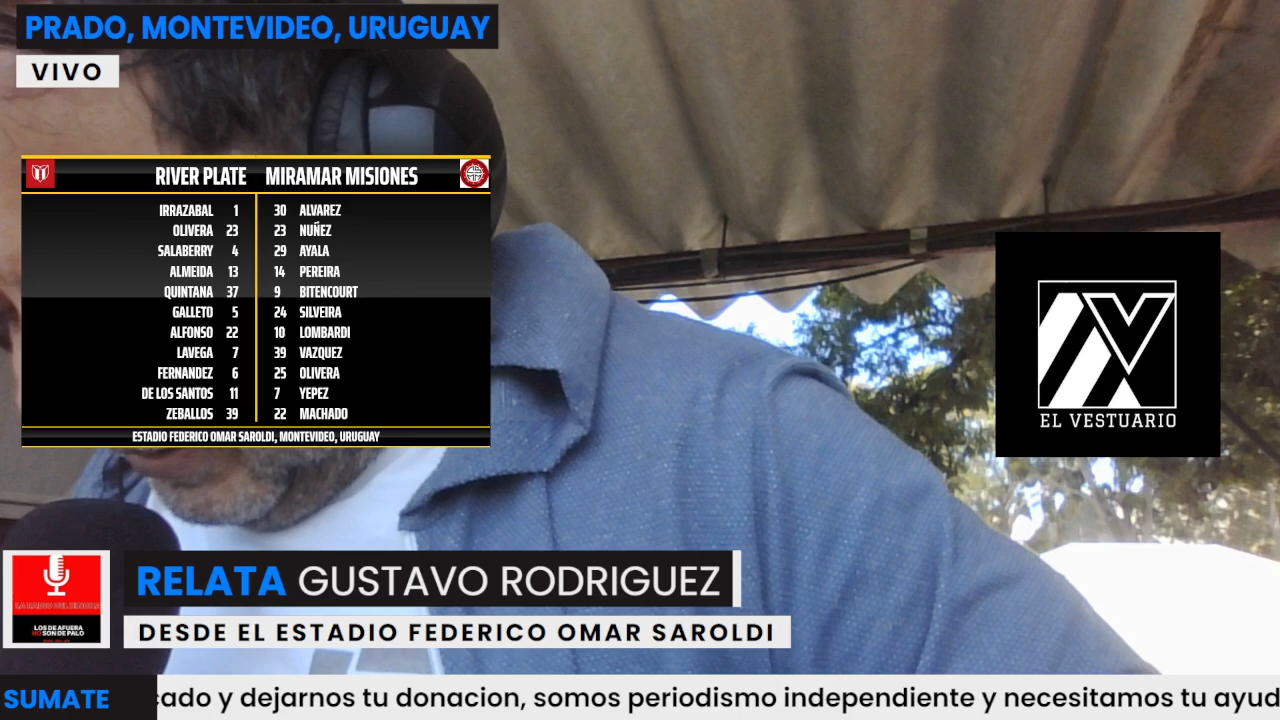 PRADO, MONTEVIDEO, URUGUAY
VIVO
RIVER PLATE MIRAMAR MISIONES
IRRAZABAL 1 30 ALVAREZ
OLIVERA 23 23 NUÑEZ
SALABERRY 4 29 AYALA
ALMEIDA 13 14 PEREIRA
QUINTANA 37 9 BITENCOURT
GALLETO 5 24 SILVEIRA
ALFONSO 22 10 LOMBARDI
LAVEGA 7 39 VAZQUEZ
FERNANDEZ 6 25 OLIVERA
DE LOS SANTOS 11 7 YEPEZ
ZEBALLOS 39 22 MACHADO
ESTADIO FEDERICO OMAR SAROLDI, MONTEVIDEO, URUGUAY
EL VESTUARIO
RELATA GUSTAVO RODRIGUEZ
DESDE EL ESTADIO FEDERICO OMAR SAROLDI
LOS DE AFUERA
NO SON DE PALO
SUMATE cado y dejarnos tu donacion, somos periodismo independiente y necesitamos tu ayud